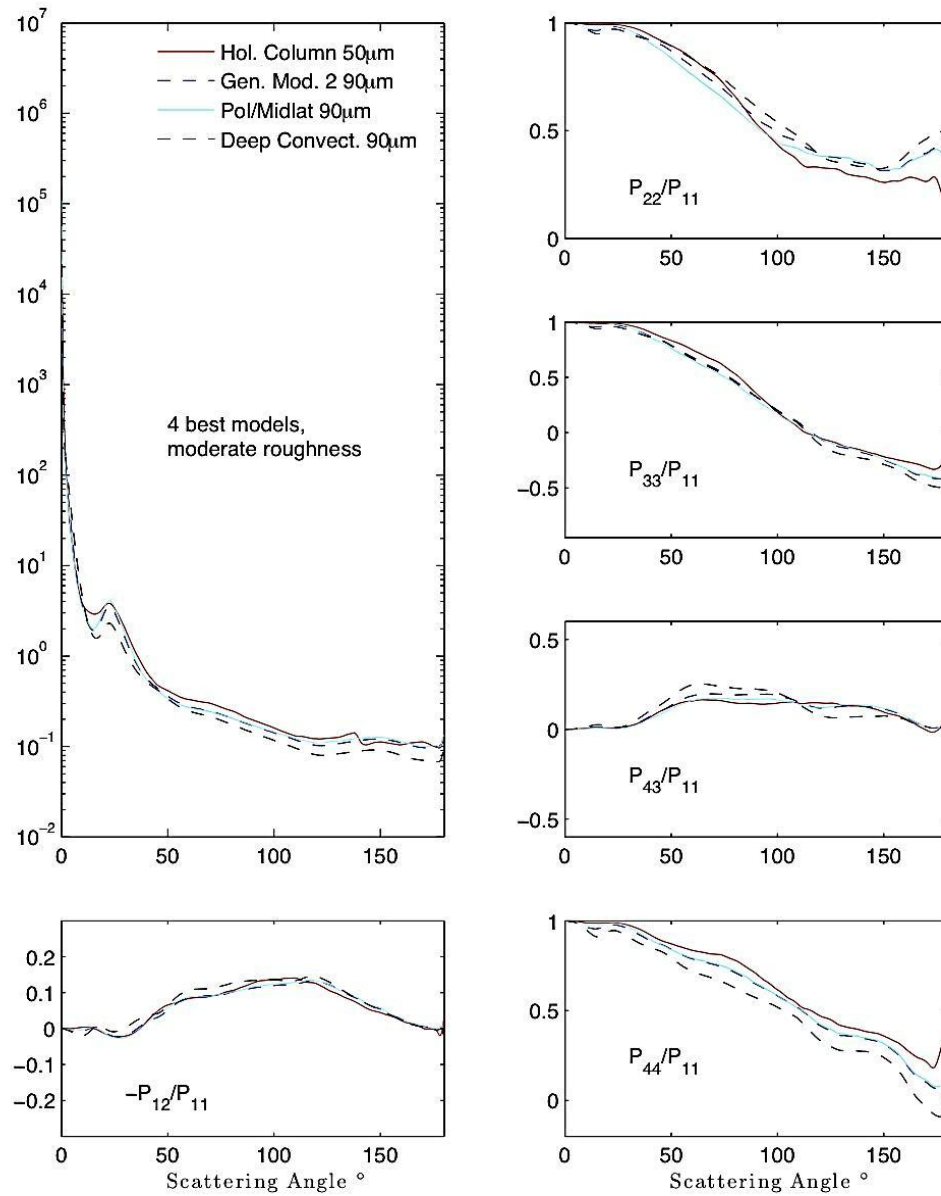 10^7
10^6
10^5
10^4
10^3
10^2
10^1
10^0
10^−1
10^−2
0 50 100 150
Hol. Column 50μm
Gen. Mod. 2 90μm
Pol/Midlat 90μm
Deep Convect. 90μm
4 best models,
moderate roughness
0.2
0.1
0
−0.1
−0.2
−P12/P11
0 50 100 150
Scattering Angle °
1
0.5
0
P22/P11
0 50 100 150
1
0.5
0
−0.5
P33/P11
0 50 100 150
0.5
0
−0.5
P43/P11
0 50 100 150
1
0.5
0
P44/P11
0 50 100 150
Scattering Angle °